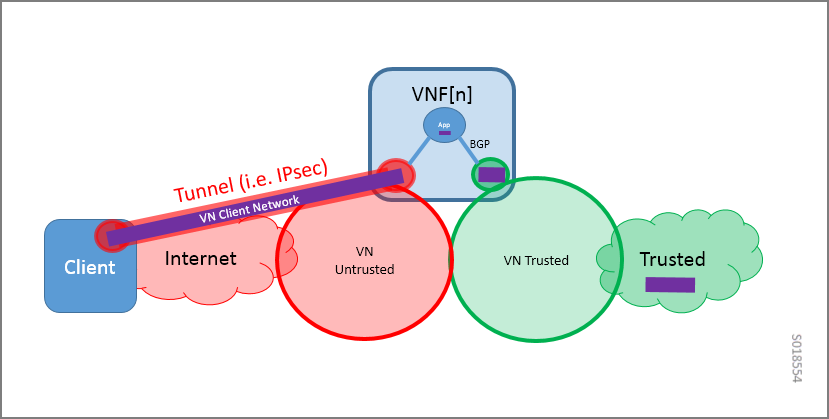 VNF[n]
App
BGP
Tunnel (i.e. IPsec)
VN Client Network
Client
Internet
VN
Untrusted
VN Trusted
Trusted
S018554